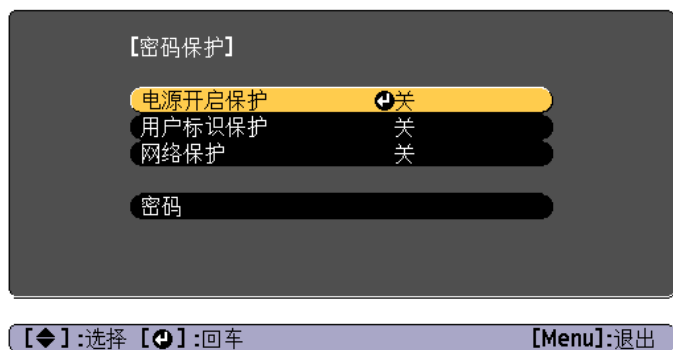 [密码保护]
电源开启保护 关
用户标识保护 关
网络保护 关
密码
[◆]:选择 [↵]:回车 [Menu]:退出